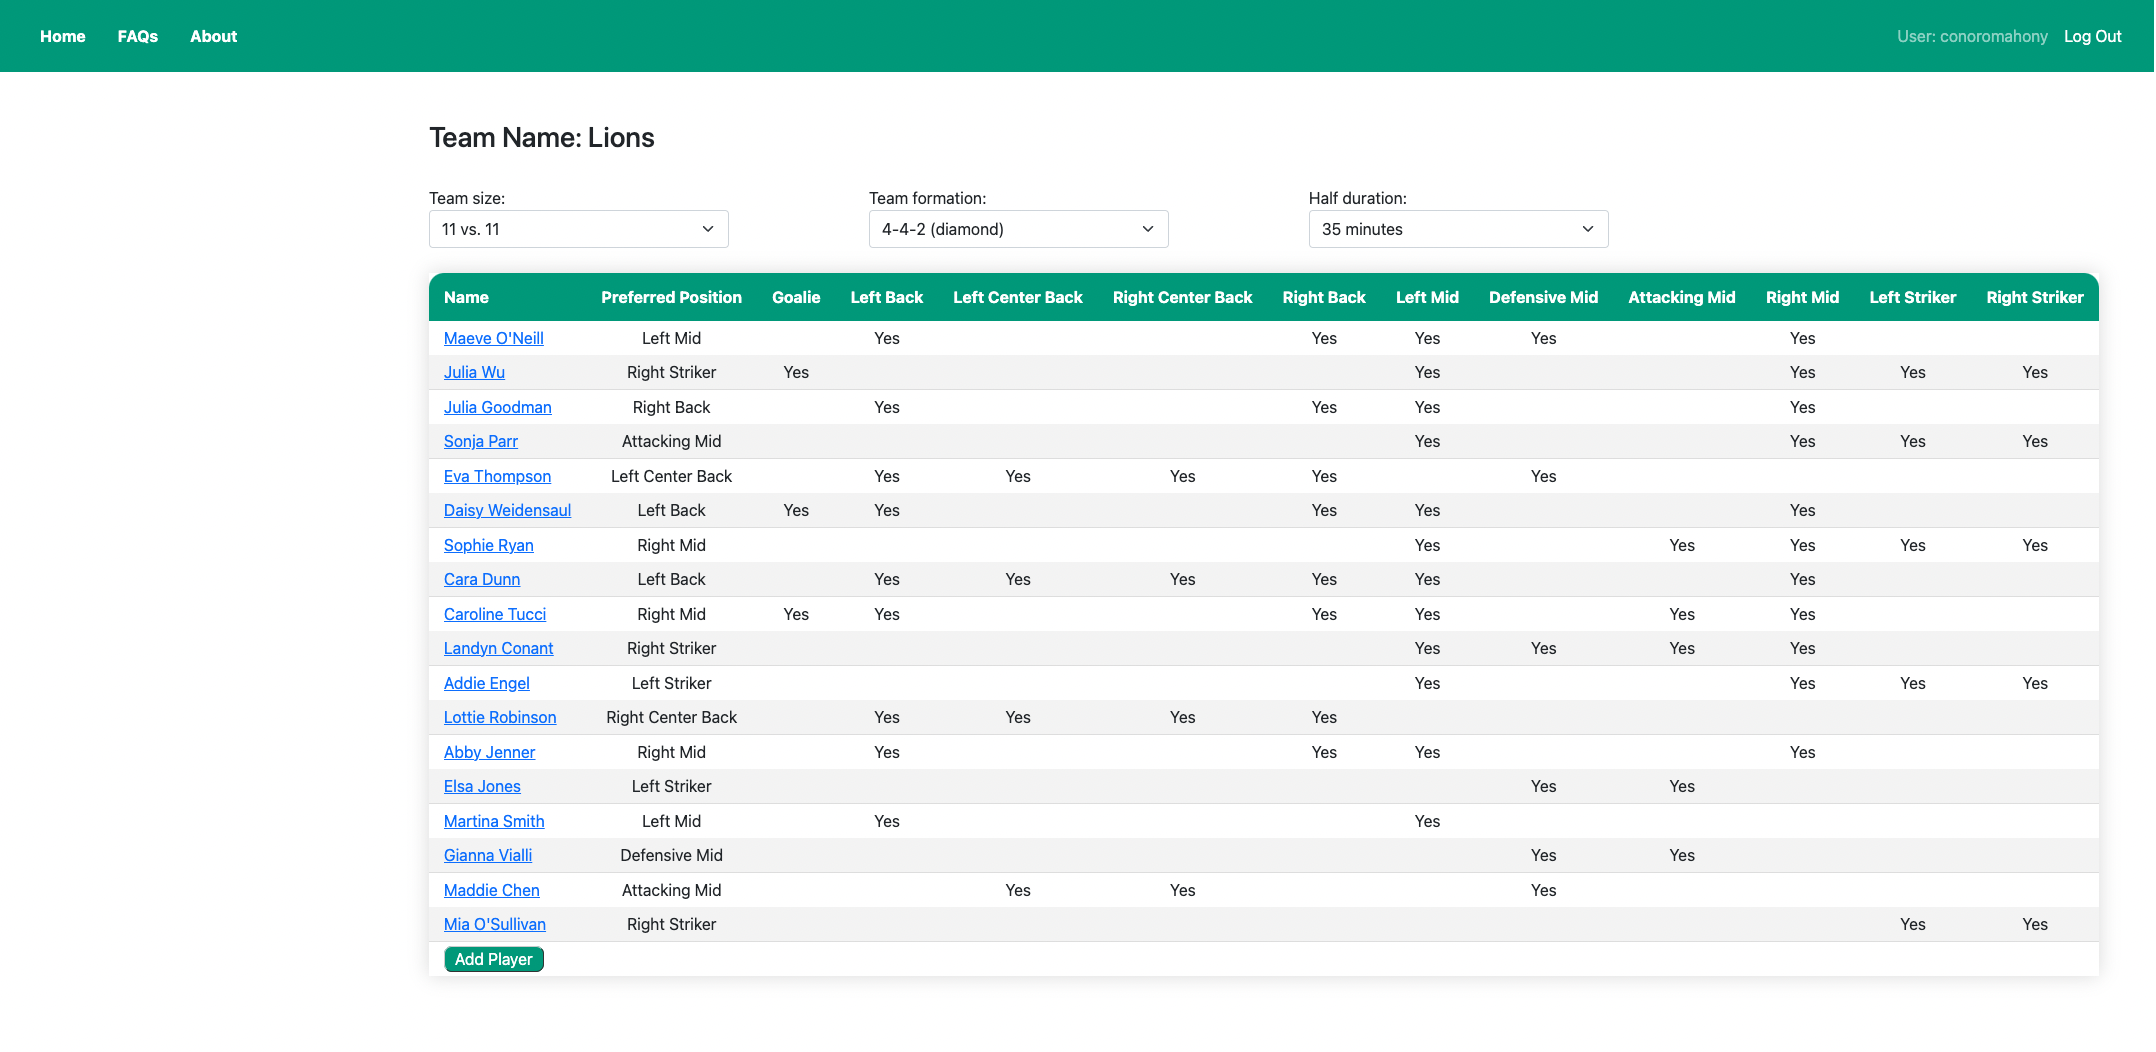 Home FAQs About User: conoromahony Log Out
Team Name: Lions
Team size: Team formation: Half duration:
11 vs. 11 4-4-2 (diamond) 35 minutes
Name Preferred Position Goalie Left Back Left Center Back Right Center Back Right Back Left Mid Defensive Mid Attacking Mid Right Mid Left Striker Right Striker
Maeve O'Neill Left Mid Yes Yes Yes Yes Yes
Julia Wu Right Striker Yes Yes Yes Yes Yes
Julia Goodman Right Back Yes Yes Yes Yes
Sonja Parr Attacking Mid Yes Yes Yes Yes
Eva Thompson Left Center Back Yes Yes Yes Yes Yes
Daisy Weidensaul Left Back Yes Yes Yes Yes Yes
Sophie Ryan Right Mid Yes Yes Yes Yes Yes
Cara Dunn Left Back Yes Yes Yes Yes Yes Yes
Caroline Tucci Right Mid Yes Yes Yes Yes Yes Yes
Landyn Conant Right Striker Yes Yes Yes Yes
Addie Engel Left Striker Yes Yes Yes Yes
Lottie Robinson Right Center Back Yes Yes Yes Yes
Abby Jenner Right Mid Yes Yes Yes Yes
Elsa Jones Left Striker Yes Yes
Martina Smith Left Mid Yes Yes
Gianna Vialli Defensive Mid Yes Yes
Maddie Chen Attacking Mid Yes Yes Yes
Mia O'Sullivan Right Striker Yes Yes
Add Player